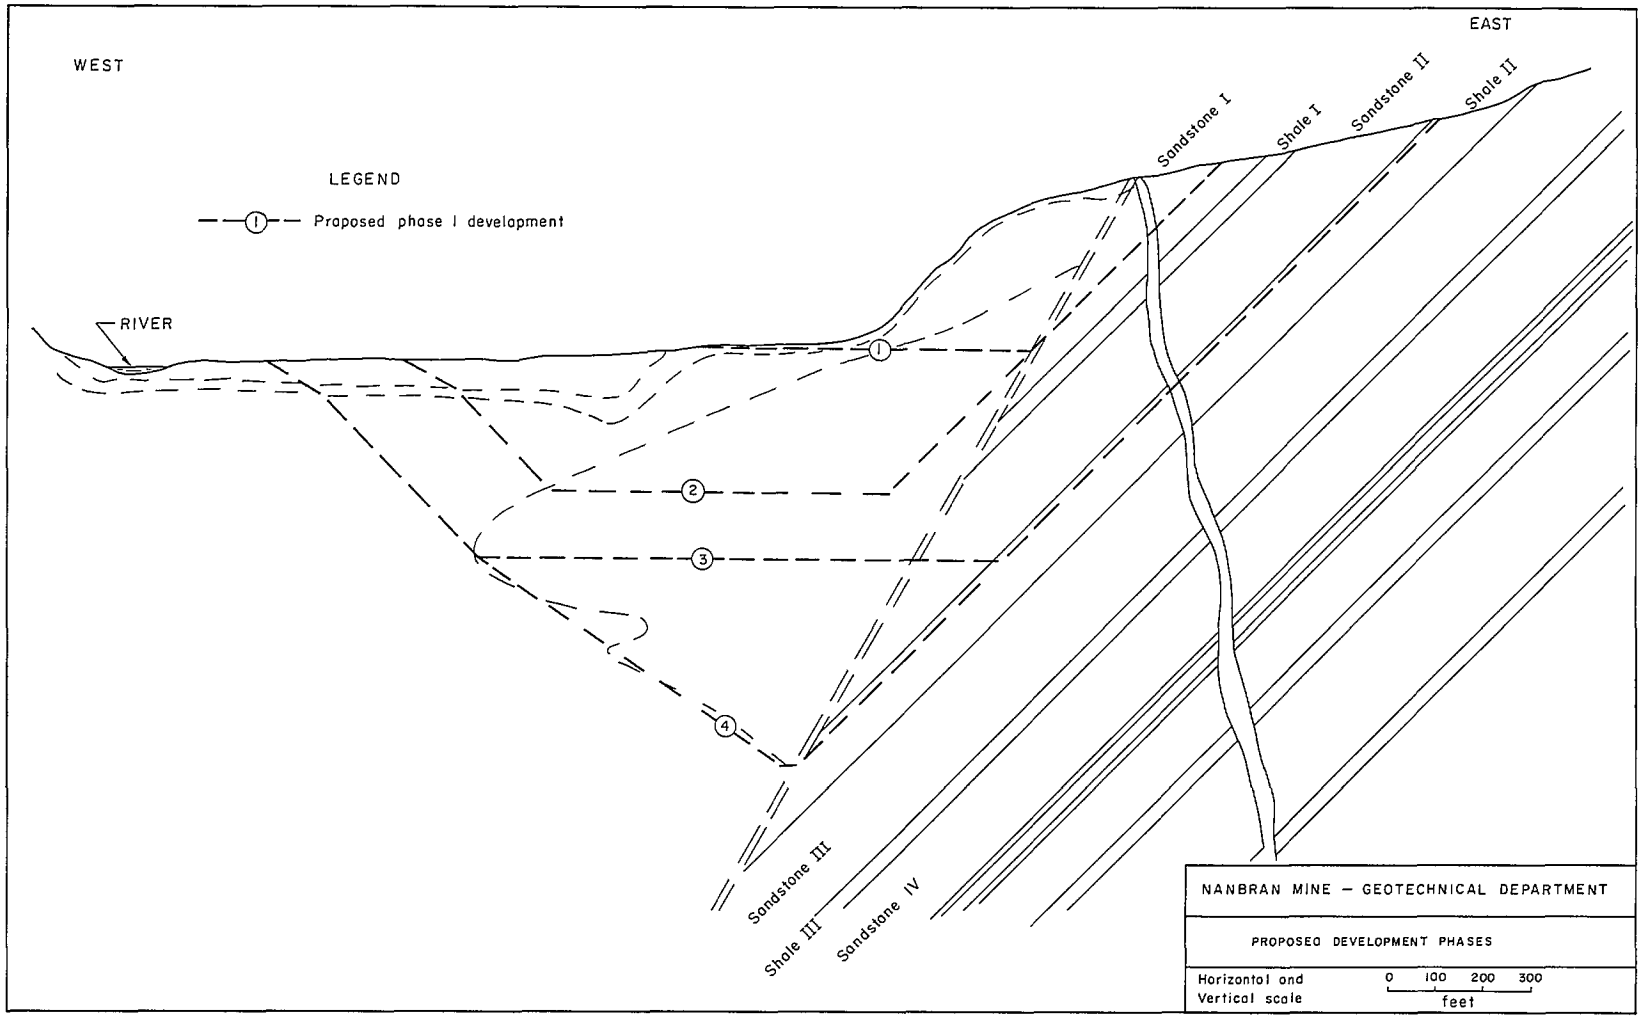 EAST
WEST
Sandstone I
Shale I
Sandstone II
Shale II
LEGEND
1 Proposed phase 1 development
RIVER
1
2
3
4
Sandstone III
Shale III
Sandstone IV
NANBRAN MINE – GEOTECHNICAL DEPARTMENT
PROPOSED DEVELOPMENT PHASES
Horizontal and
Vertical scale
0 100 200 300
feet